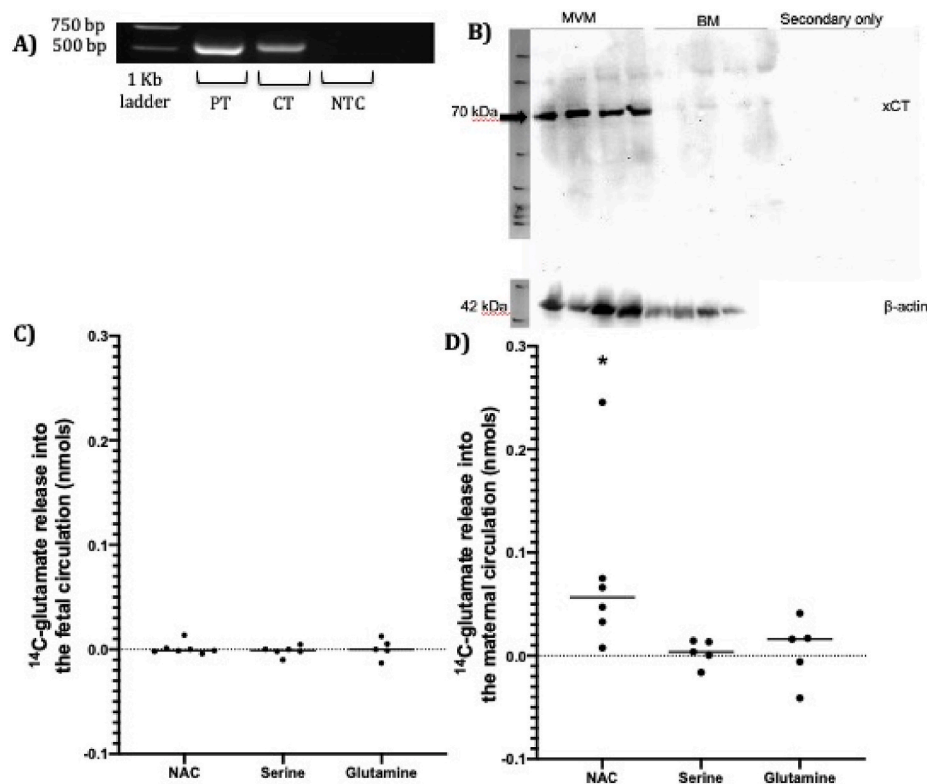 A)
750 bp
500 bp
1 Kb
ladder
PT
CT
NTC
B)
MVM
BM
Secondary only
70 kDa
xCT
42 kDa
β-actin
C)
0.3
0.2
0.1
0.0
-0.1
¹⁴C-glutamate release into
the fetal circulation (nmols)
NAC
Serine
Glutamine
D)
0.3
0.2
0.1
0.0
-0.1
¹⁴C-glutamate release into
the maternal circulation (nmols)
*
NAC
Serine
Glutamine